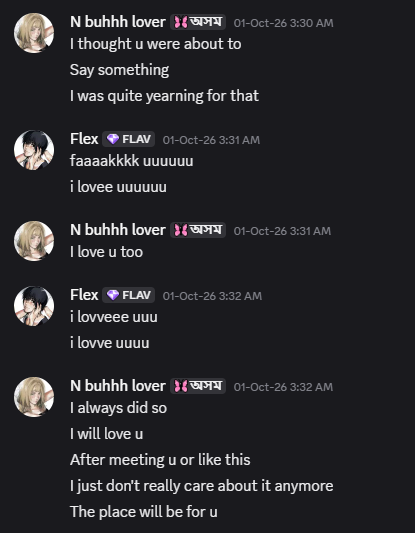 N buhhh lover অসম 01-Oct-26 3:30 AM
I thought u were about to
Say something
I was quite yearning for that
Flex FLAV 01-Oct-26 3:31 AM
faaaakkkk uuuuuu
i lovee uuuuuu
N buhhh lover অসম 01-Oct-26 3:31 AM
I love u too
Flex FLAV 01-Oct-26 3:32 AM
i lovveee uuu
i lovve uuuu
N buhhh lover অসম 01-Oct-26 3:32 AM
I always did so
I will love u
After meeting u or like this
I just don't really care about it anymore
The place will be for u